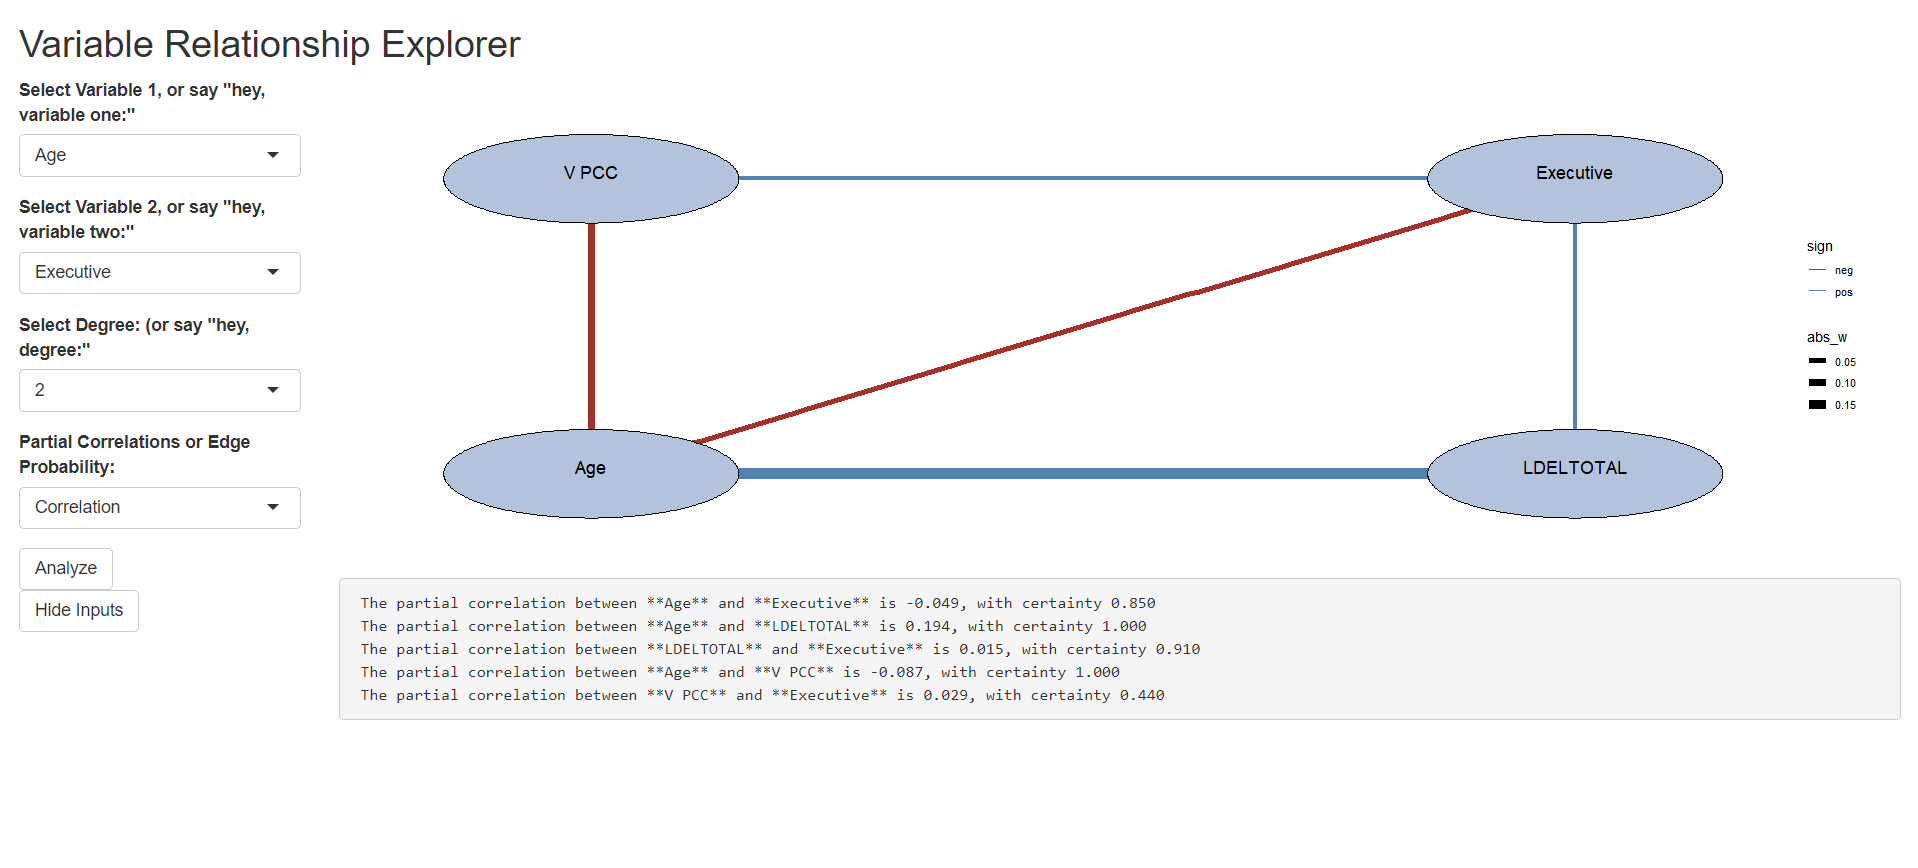 Variable Relationship Explorer
Select Variable 1, or say "hey,
variable one:"
Age
Select Variable 2, or say "hey,
variable two:"
Executive
Select Degree: (or say "hey,
degree:"
2
Partial Correlations or Edge
Probability:
Correlation
Analyze
Hide Inputs
V PCC
Executive
Age
LDELTOTAL
sign
neg
pos
abs_w
0.05
0.10
0.15
The partial correlation between **Age** and **Executive** is -0.049, with certainty 0.850
The partial correlation between **Age** and **LDELTOTAL** is 0.194, with certainty 1.000
The partial correlation between **LDELTOTAL** and **Executive** is 0.015, with certainty 0.910
The partial correlation between **Age** and **V PCC** is -0.087, with certainty 1.000
The partial correlation between **V PCC** and **Executive** is 0.029, with certainty 0.440